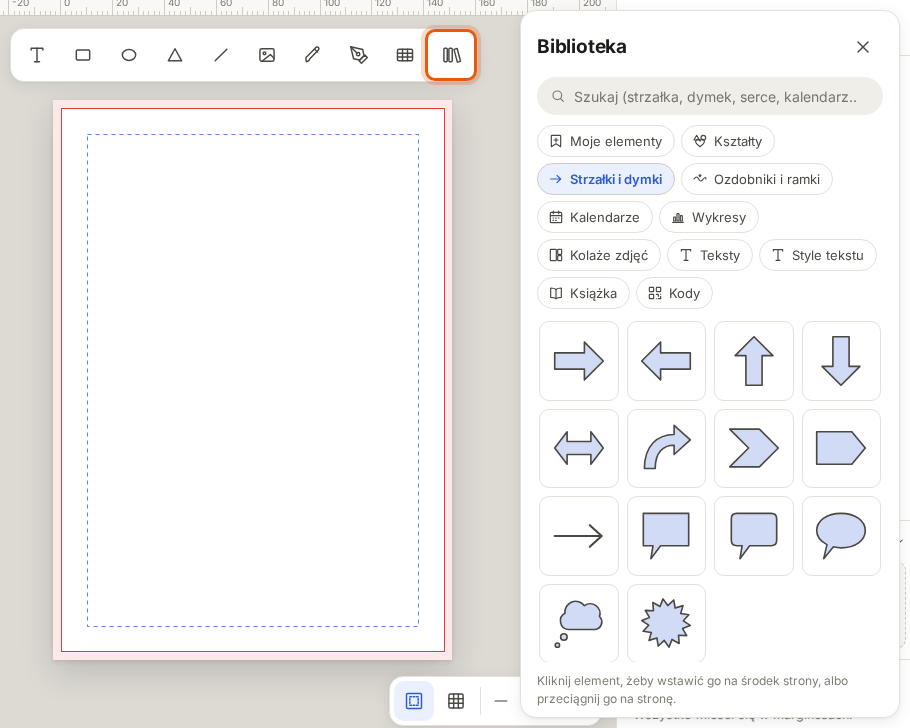 -20 0 20 40 60 80 100 120 140 160 180 200
Biblioteka
Szukaj (strzałka, dymek, serce, kalendarz..
Moje elementy
Kształty
Strzałki i dymki
Ozdobniki i ramki
Kalendarze
Wykresy
Kolaże zdjęć
Teksty
Style tekstu
Książka
Kody
Kliknij element, żeby wstawić go na środek strony, albo
przeciągnij go na stronę.